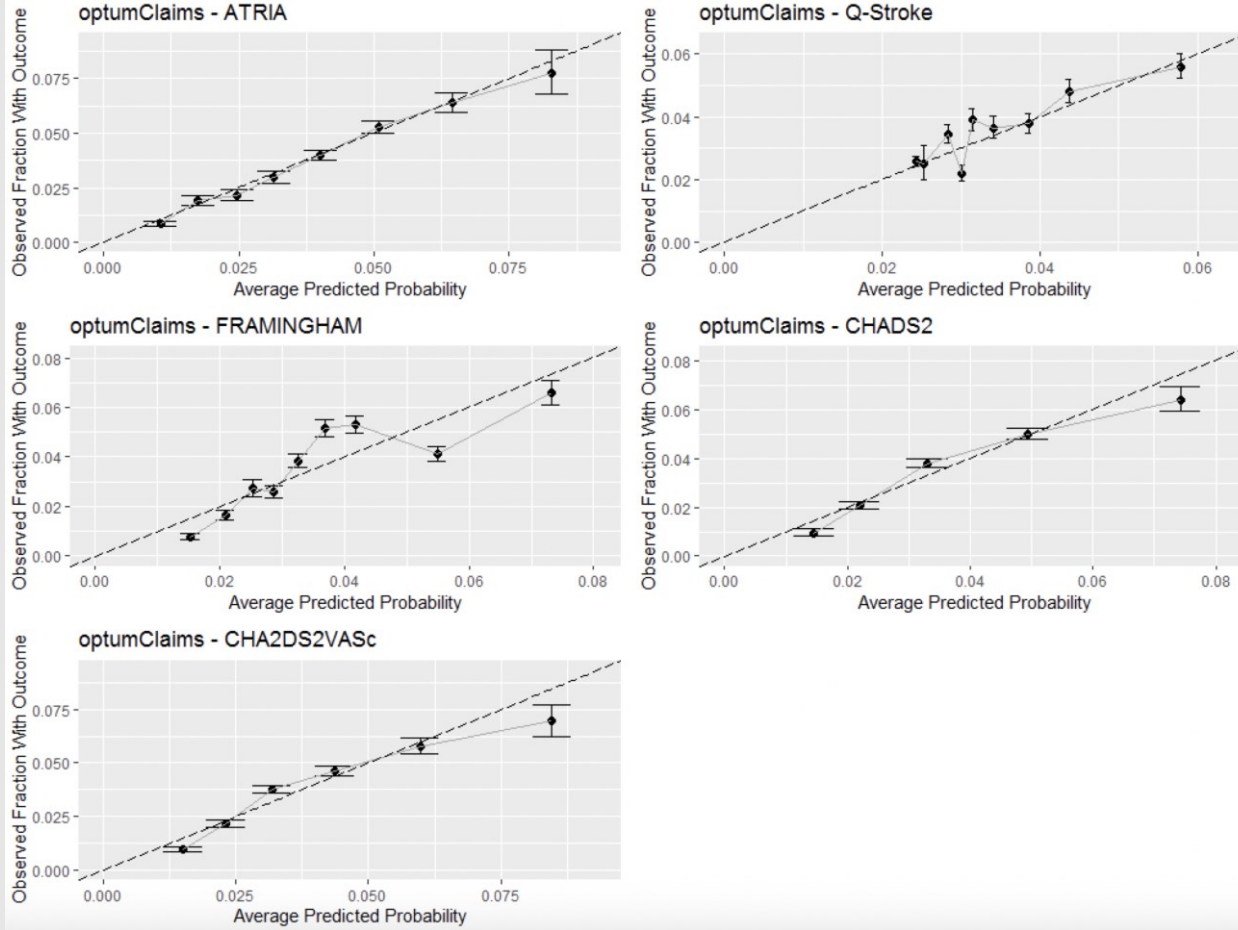 optumClaims - ATRIA
Observed Fraction With Outcome
0.075
0.050
0.025
0.000
0.000 0.025 0.050 0.075
Average Predicted Probability
optumClaims - Q-Stroke
Observed Fraction With Outcome
0.06
0.04
0.02
0.00
0.00 0.02 0.04 0.06
Average Predicted Probability
optumClaims - FRAMINGHAM
Observed Fraction With Outcome
0.08
0.06
0.04
0.02
0.00
0.00 0.02 0.04 0.06 0.08
Average Predicted Probability
optumClaims - CHADS2
Observed Fraction With Outcome
0.08
0.06
0.04
0.02
0.00
0.00 0.02 0.04 0.06 0.08
Average Predicted Probability
optumClaims - CHA2DS2VASc
Observed Fraction With Outcome
0.075
0.050
0.025
0.000
0.000 0.025 0.050 0.075
Average Predicted Probability